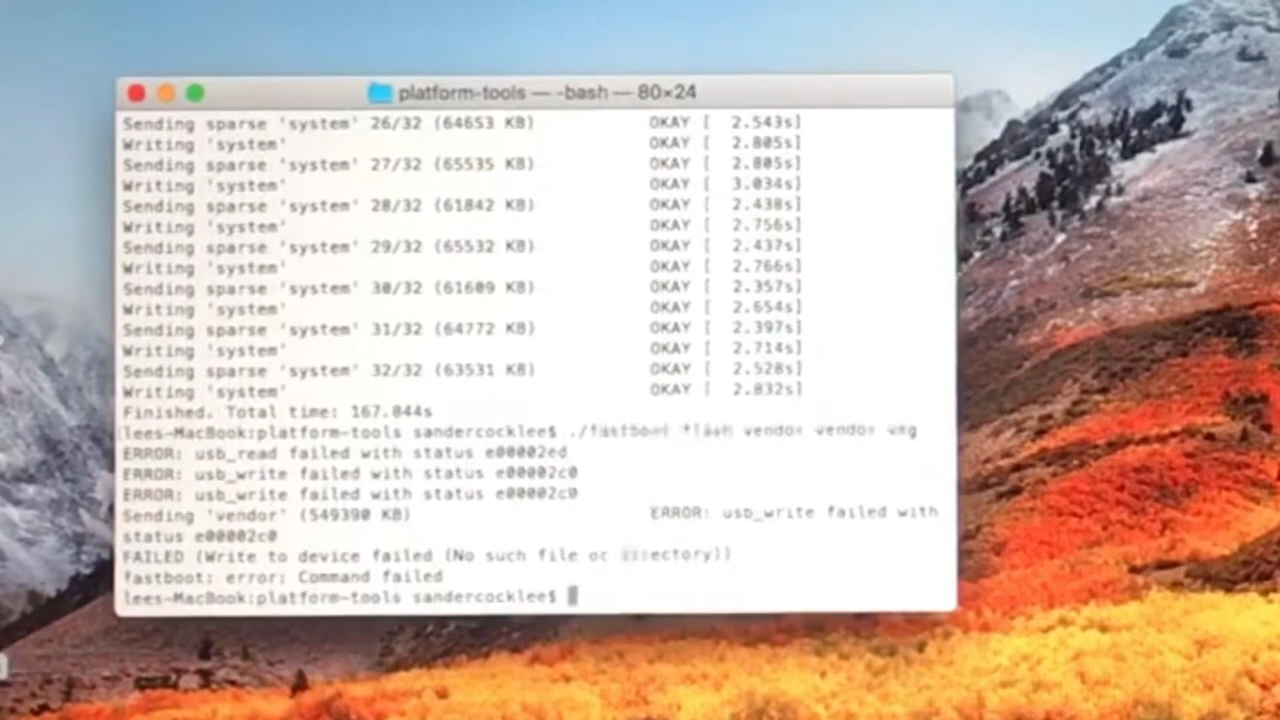 platform-tools — -bash — 80×24
Sending sparse 'system' 26/32 (64653 KB) OKAY [ 2.543s]
Writing 'system' OKAY [ 2.805s]
Sending sparse 'system' 27/32 (65535 KB) OKAY [ 2.805s]
Writing 'system' OKAY [ 3.034s]
Sending sparse 'system' 28/32 (61842 KB) OKAY [ 2.438s]
Writing 'system' OKAY [ 2.756s]
Sending sparse 'system' 29/32 (65532 KB) OKAY [ 2.437s]
Writing 'system' OKAY [ 2.766s]
Sending sparse 'system' 30/32 (61609 KB) OKAY [ 2.357s]
Writing 'system' OKAY [ 2.654s]
Sending sparse 'system' 31/32 (64772 KB) OKAY [ 2.397s]
Writing 'system' OKAY [ 2.714s]
Sending sparse 'system' 32/32 (63531 KB) OKAY [ 2.528s]
Writing 'system' OKAY [ 2.832s]
Finished. Total time: 167.844s
lees-MacBook:platform-tools sandercocklee$ ./fastboot flash vendor vendor
ERROR: usb_read failed with status e00002ed
ERROR: usb_write failed with status e00002c0
ERROR: usb_write failed with status e00002c0
Sending 'vendor' (549390 KB) ERROR: usb_write failed with
status e00002c0
FAILED (Write to device failed (No such file or
fastboot: error: Command failed
lees-MacBook:platform-tools sandercocklee$